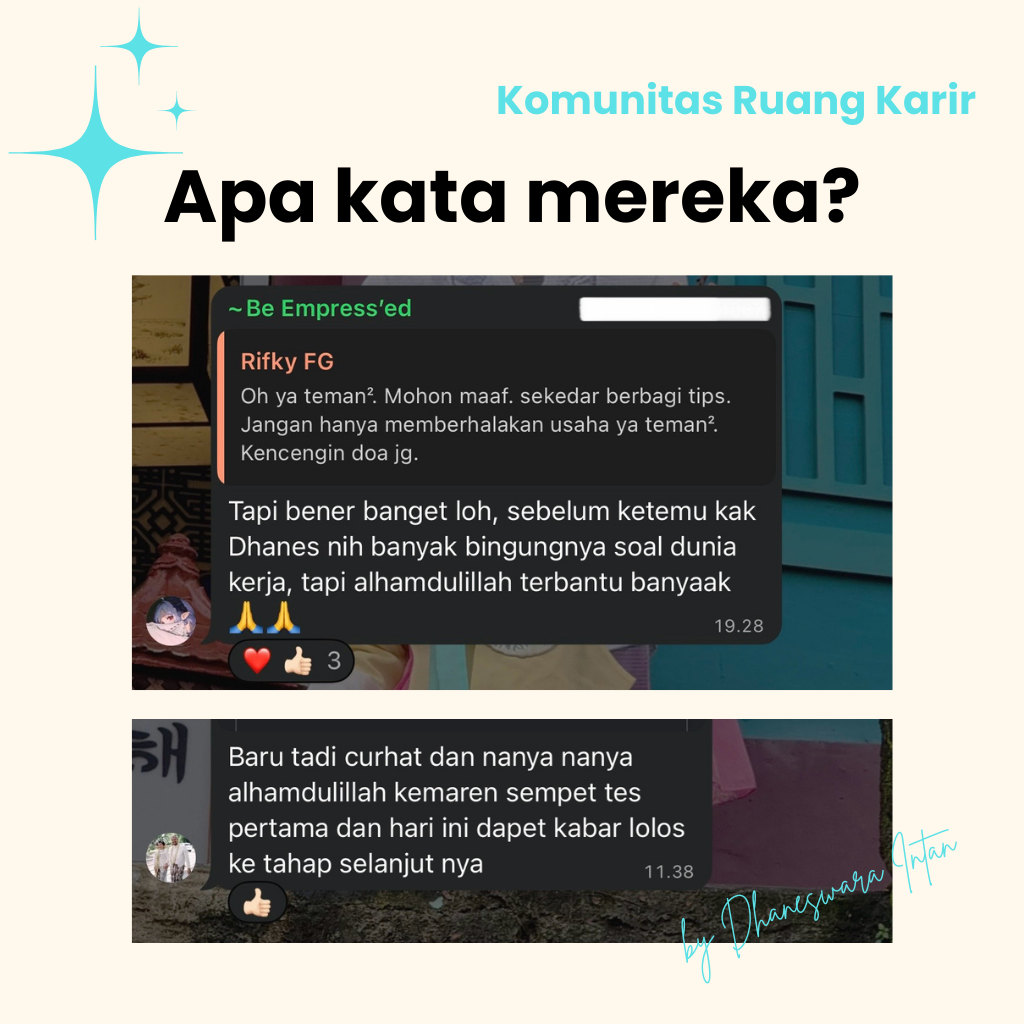 Komunitas Ruang Karir
Apa kata mereka?
~Be Empress’ed
Rifky FG
Oh ya teman². Mohon maaf. sekedar berbagi tips.
Jangan hanya memberhalakan usaha ya teman².
Kencengin doa jg.
Tapi bener banget loh, sebelum ketemu kak
Dhanes nih banyak bingungnya soal dunia
kerja, tapi alhamdulillah terbantu banyaak
🙏🙏
19.28
❤️ 👍🏻 3
해
Baru tadi curhat dan nanya nanya
alhamdulillah kemaren sempet tes
pertama dan hari ini dapet kabar lolos
ke tahap selanjut nya
11.38
👍🏻
by Dhaneswara Intan